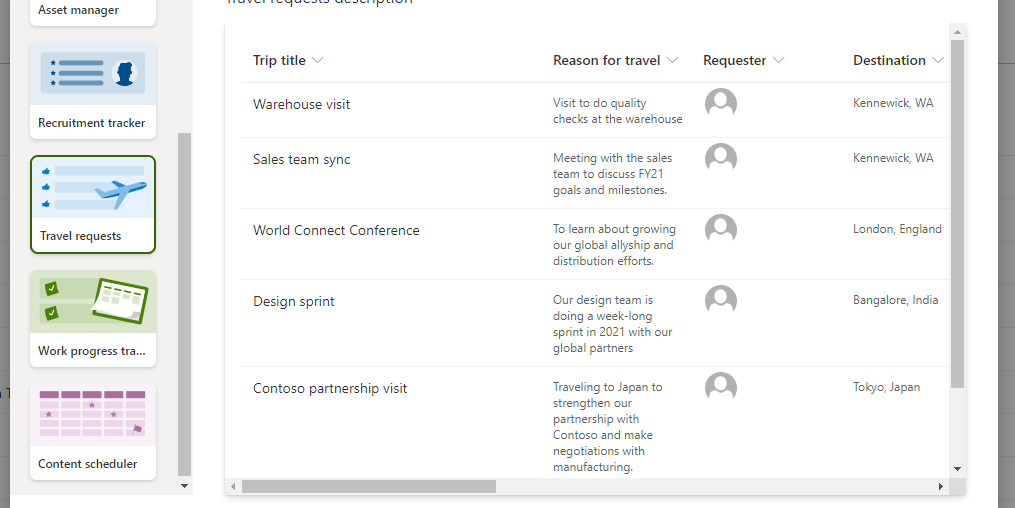 Asset manager
Recruitment tracker
Travel requests
Work progress tra...
Content scheduler
Travel requests description
Trip title
Reason for travel
Requester
Destination
Warehouse visit
Visit to do quality
checks at the warehouse
Kennewick, WA
Sales team sync
Meeting with the sales
team to discuss FY21
goals and milestones.
Kennewick, WA
World Connect Conference
To learn about growing
our global allyship and
distribution efforts.
London, England
Design sprint
Our design team is
doing a week-long
sprint in 2021 with our
global partners
Bangalore, India
Contoso partnership visit
Traveling to Japan to
strengthen our
partnership with
Contoso and make
negotiations with
manufacturing.
Tokyo, Japan